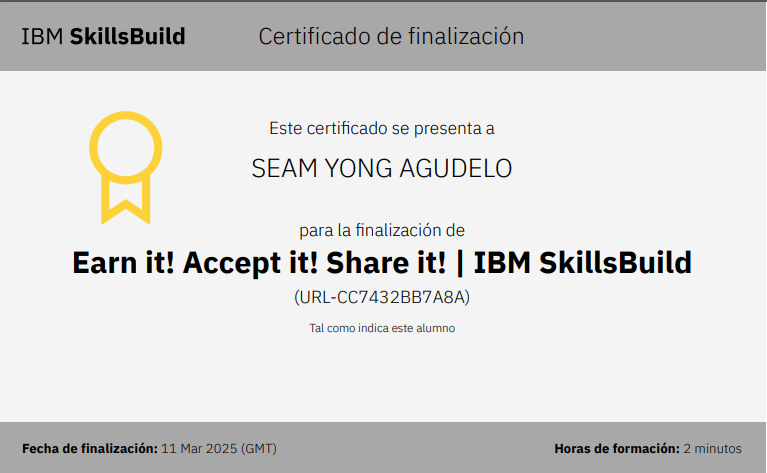 IBM SkillsBuild
Certificado de finalización
Este certificado se presenta a
SEAM YONG AGUDELO
para la finalización de
Earn it! Accept it! Share it! | IBM SkillsBuild
(URL-CC7432BB7A8A)
Tal como indica este alumno
Fecha de finalización: 11 Mar 2025 (GMT)
Horas de formación: 2 minutos